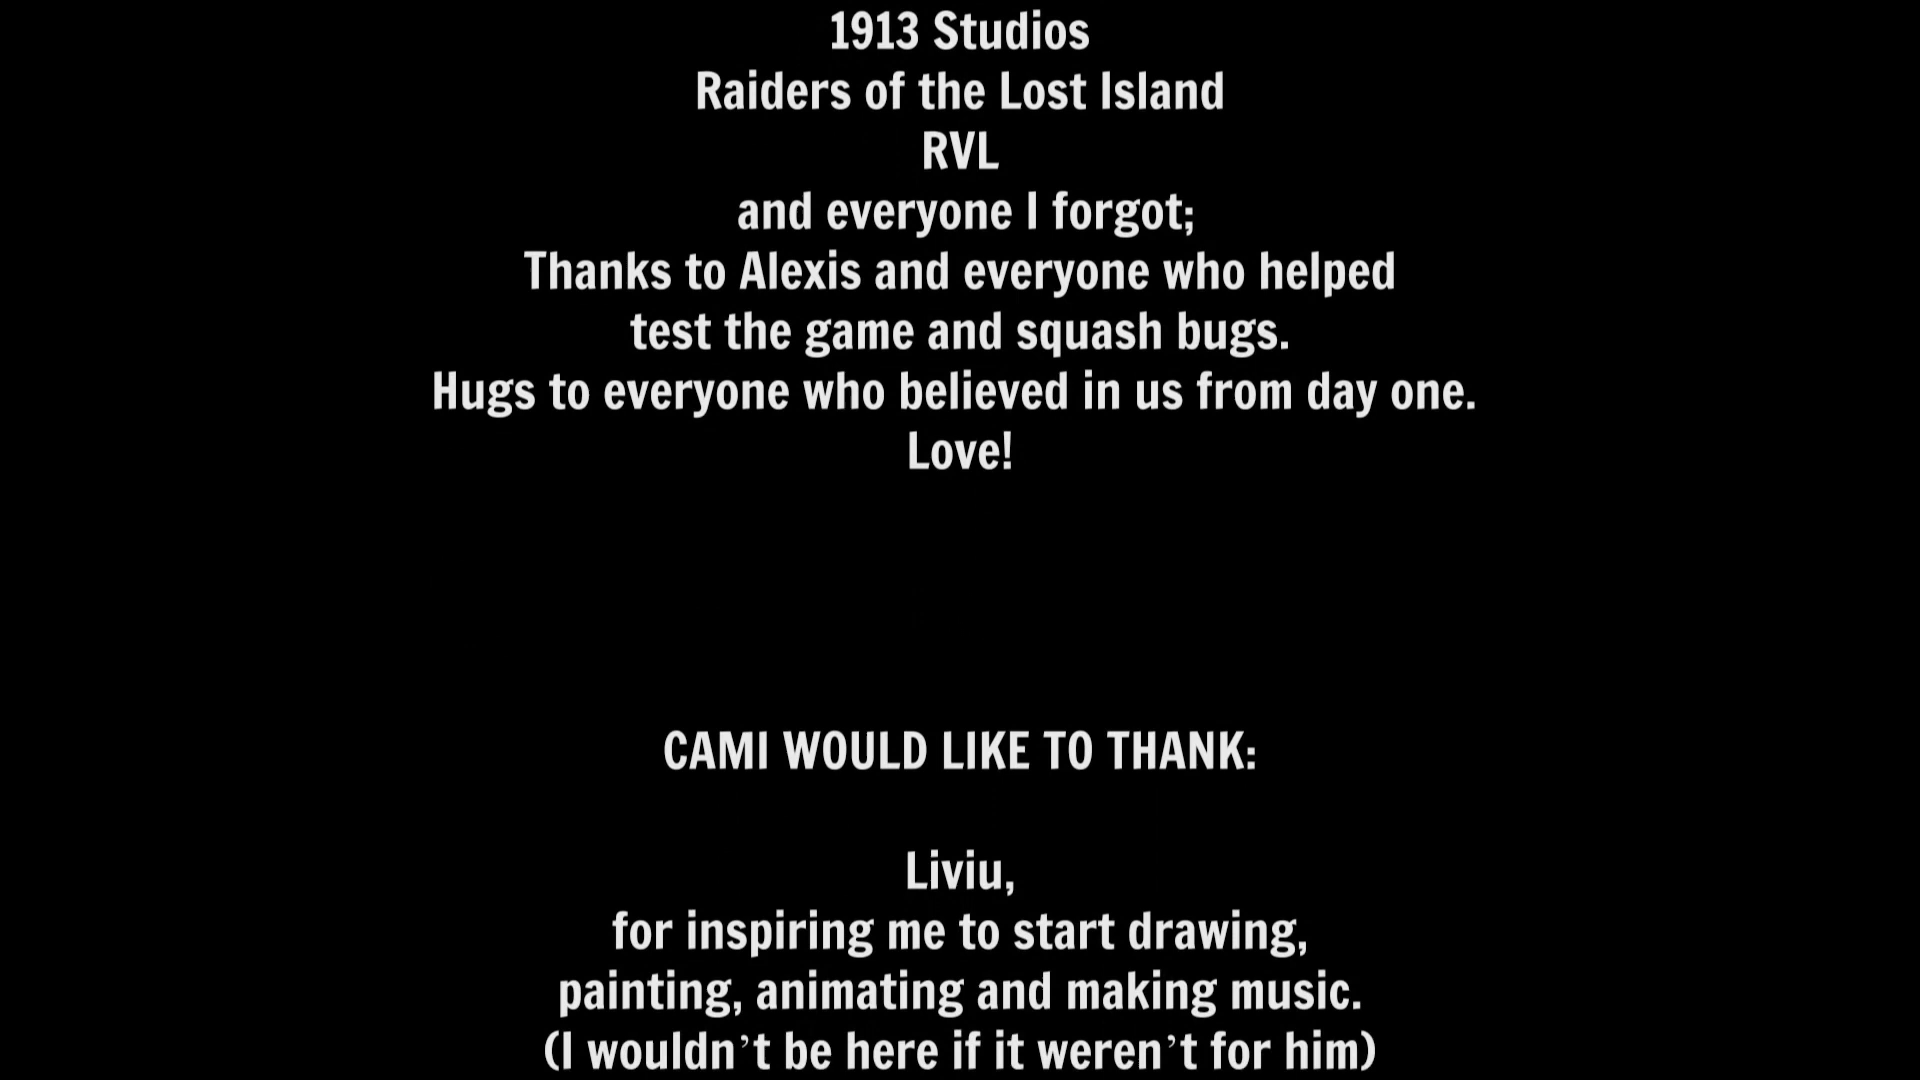 1913 Studios
Raiders of the Lost Island
RVL
and everyone I forgot;
Thanks to Alexis and everyone who helped
test the game and squash bugs.
Hugs to everyone who believed in us from day one.
Love!
CAMI WOULD LIKE TO THANK:
Liviu,
for inspiring me to start drawing,
painting, animating and making music.
(I wouldn’t be here if it weren’t for him)